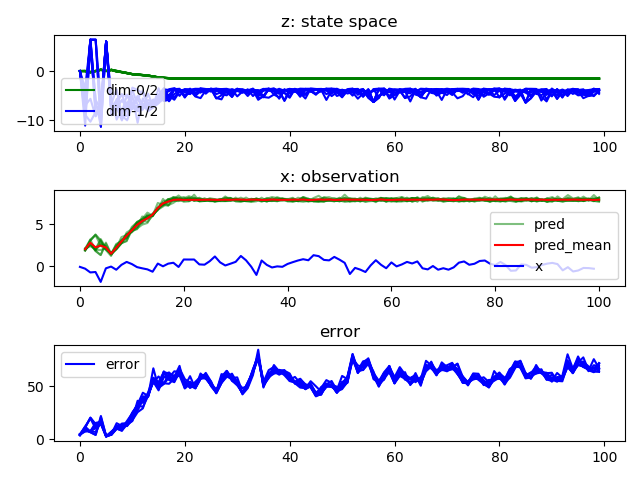 z: state space
0
−10
dim-0/2
dim-1/2
0 20 40 60 80 100
x: observation
5
0
pred
pred_mean
x
0 20 40 60 80 100
error
50
0
error
0 20 40 60 80 100